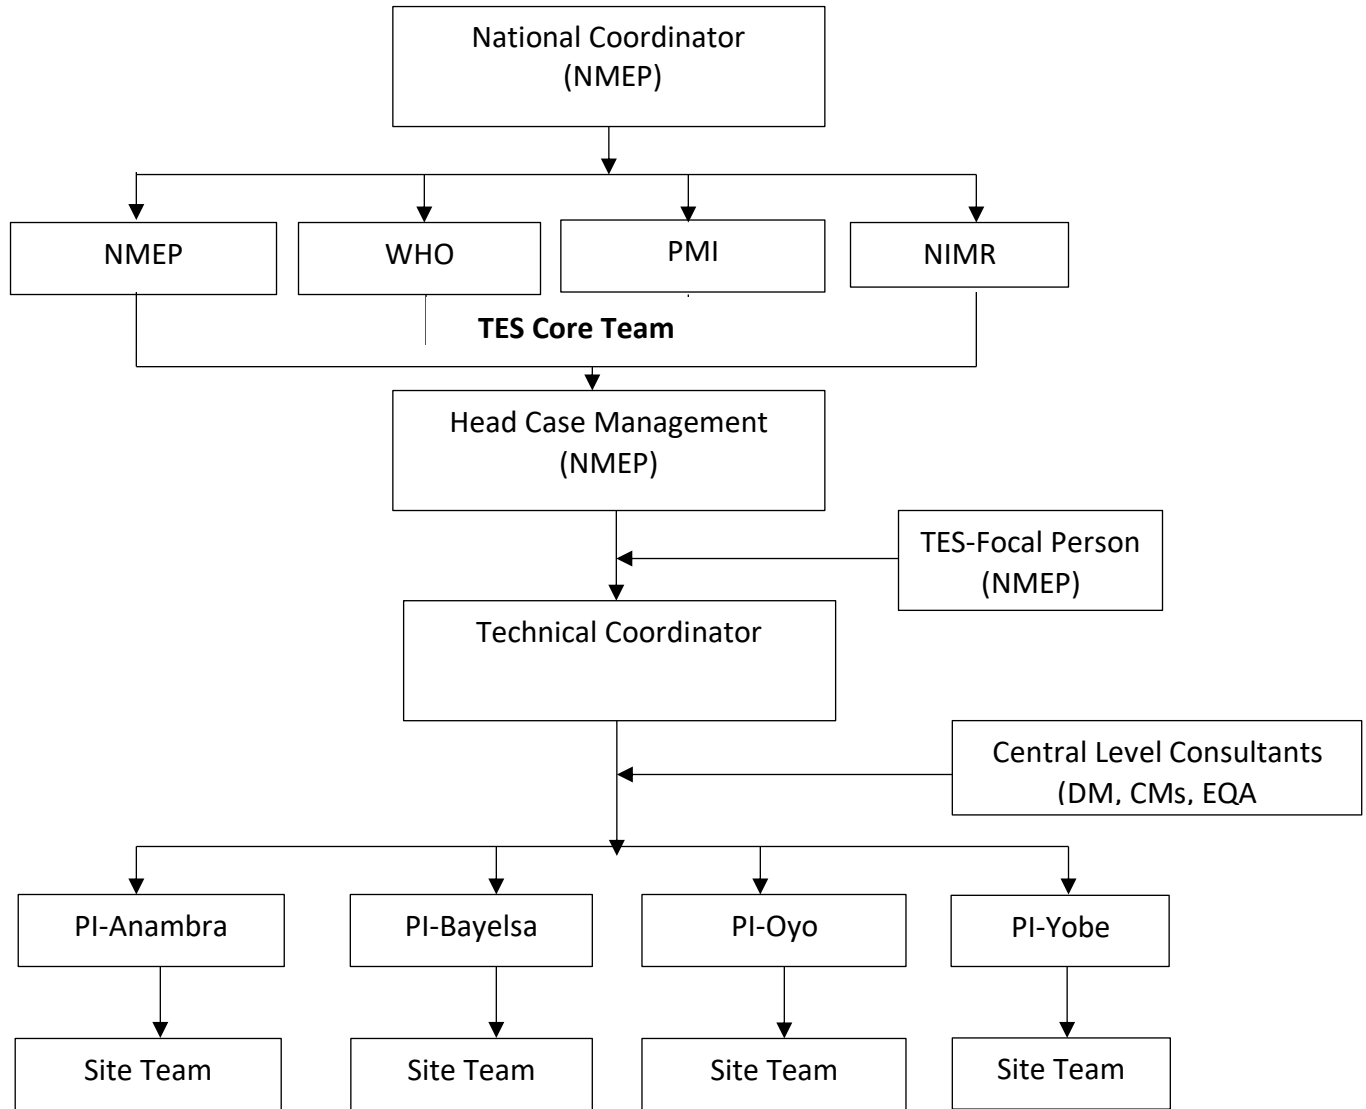 National Coordinator
(NMEP)
NMEP
WHO
PMI
NIMR
TES Core Team
Head Case Management
(NMEP)
TES-Focal Person
(NMEP)
Technical Coordinator
Central Level Consultants
(DM, CMs, EQA
PI-Anambra
PI-Bayelsa
PI-Oyo
PI-Yobe
Site Team
Site Team
Site Team
Site Team